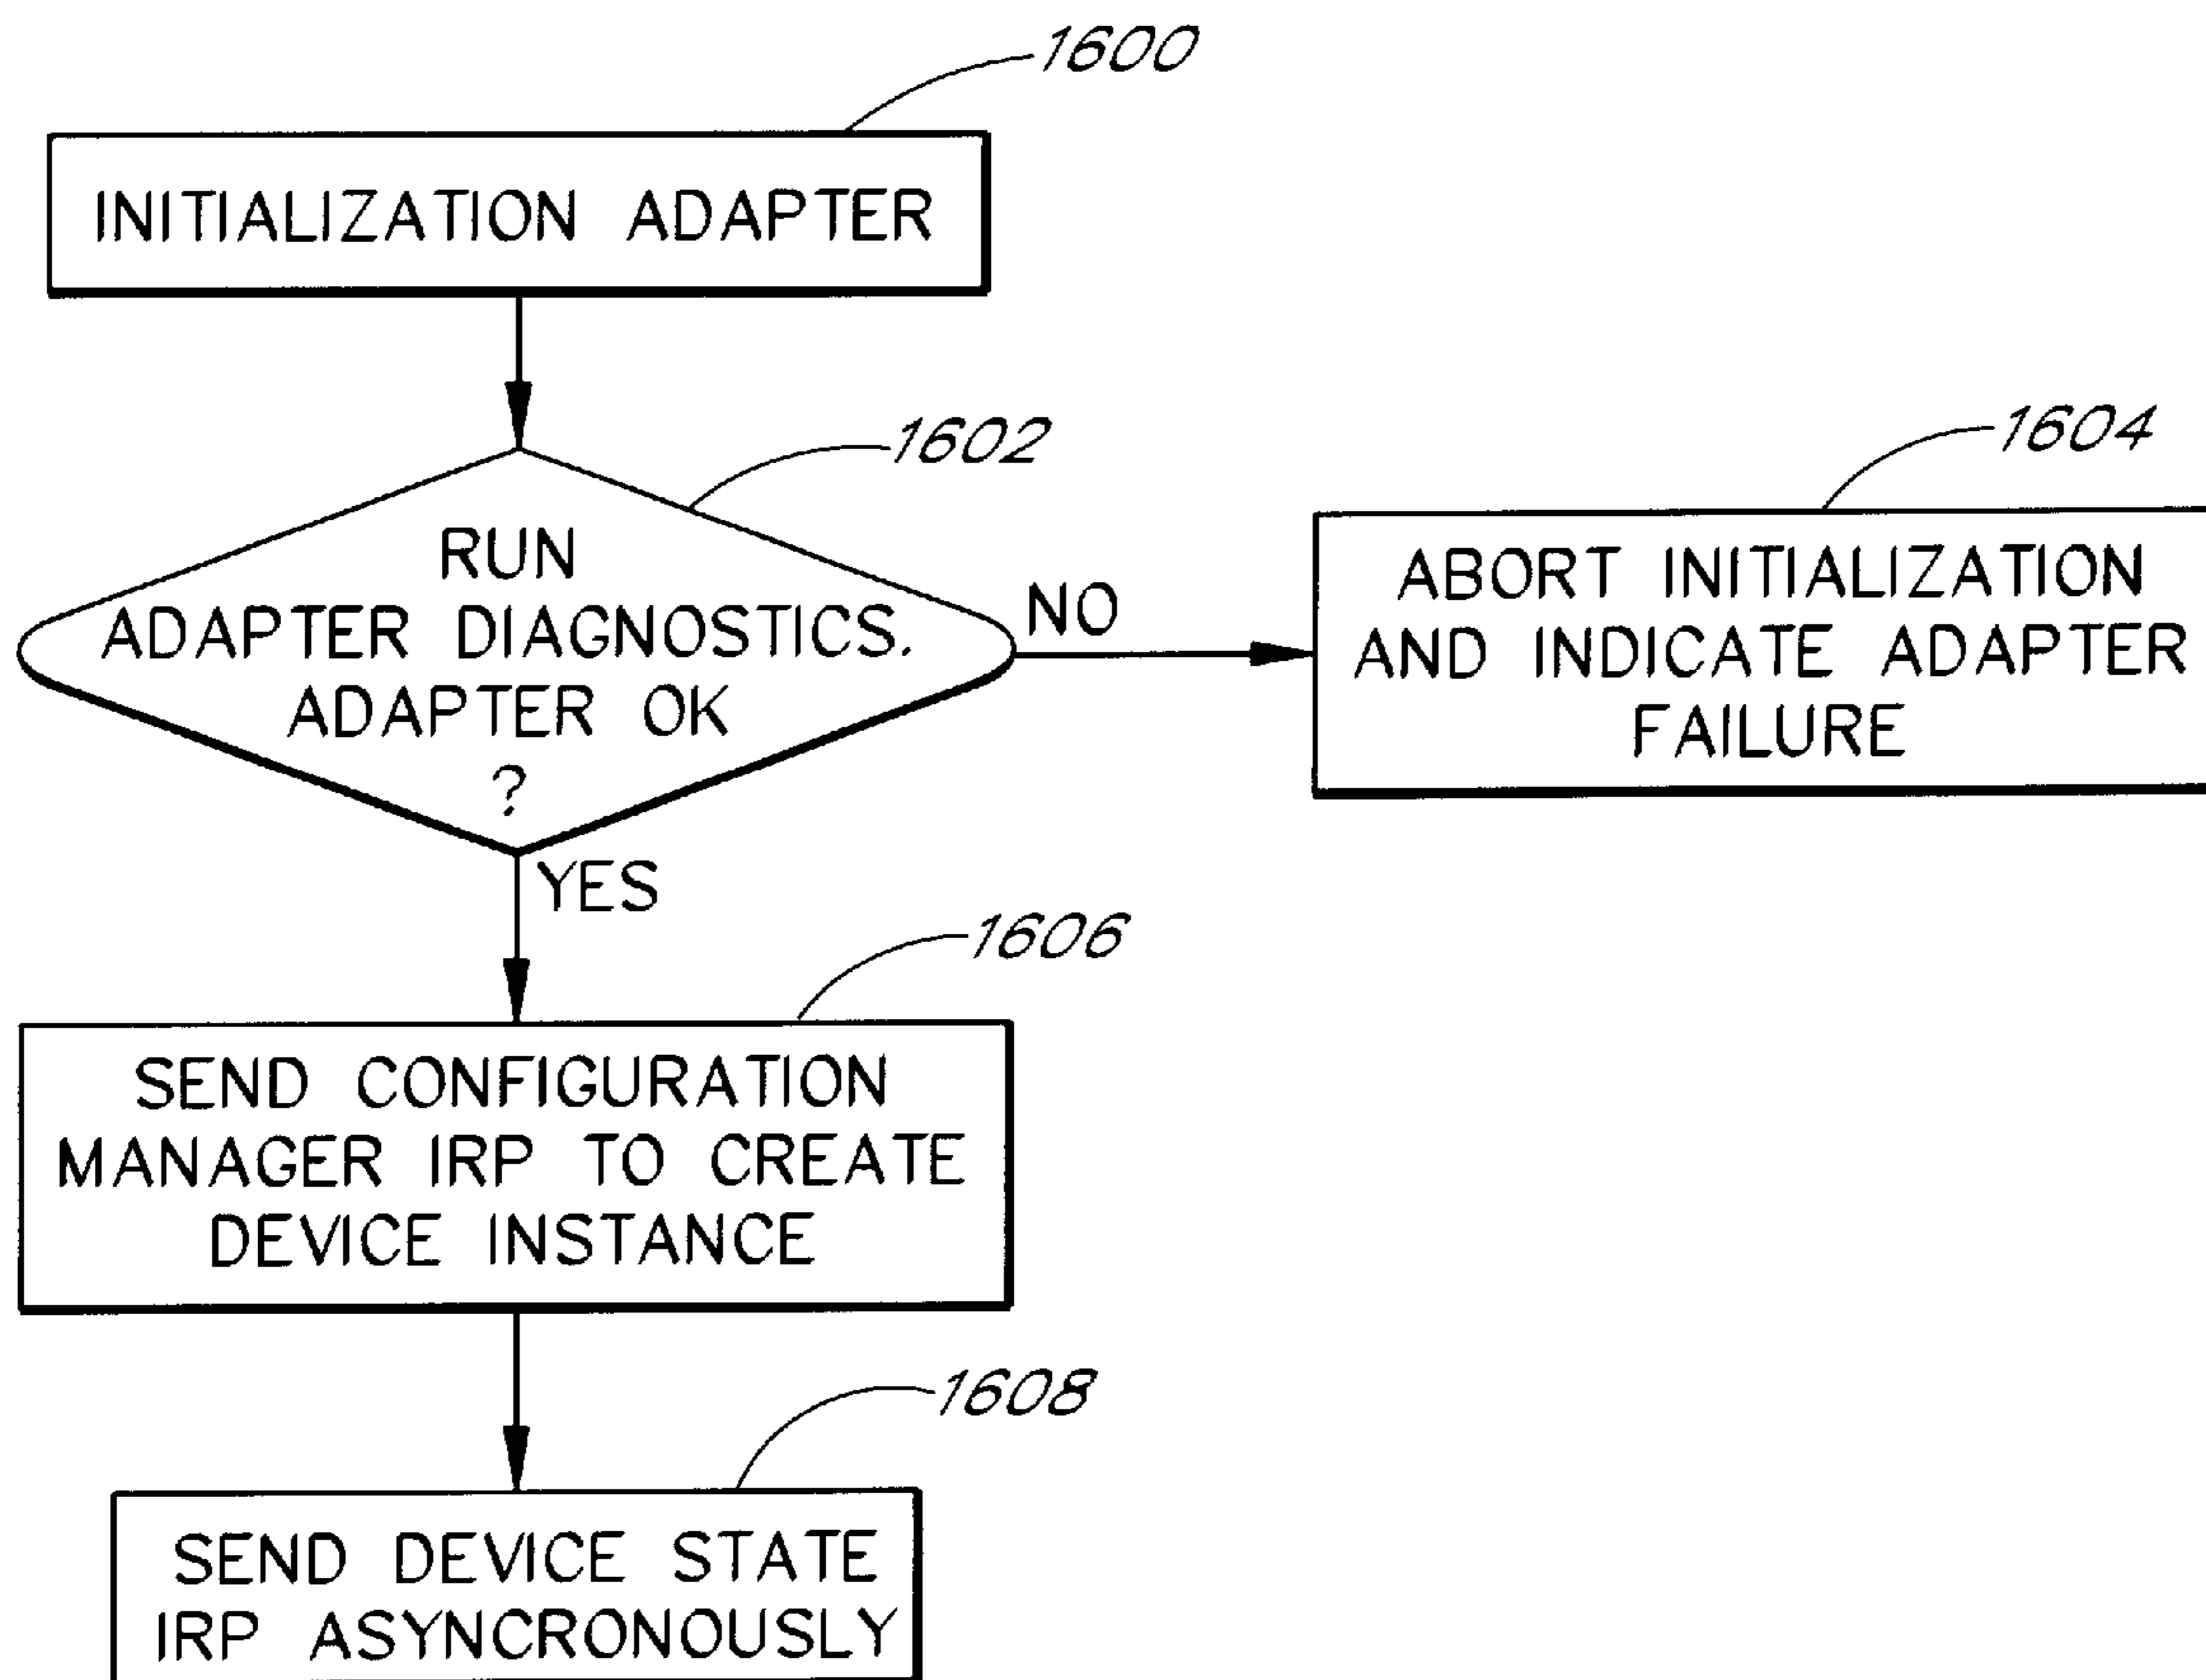 1600
INITIALIZATION ADAPTER
1602
RUN
ADAPTER DIAGNOSTICS.
ADAPTER OK
?
NO
1604
ABORT INITIALIZATION
AND INDICATE ADAPTER
FAILURE
YES
1606
SEND CONFIGURATION
MANAGER IRP TO CREATE
DEVICE INSTANCE
1608
SEND DEVICE STATE
IRP ASYNCRONOUSLY